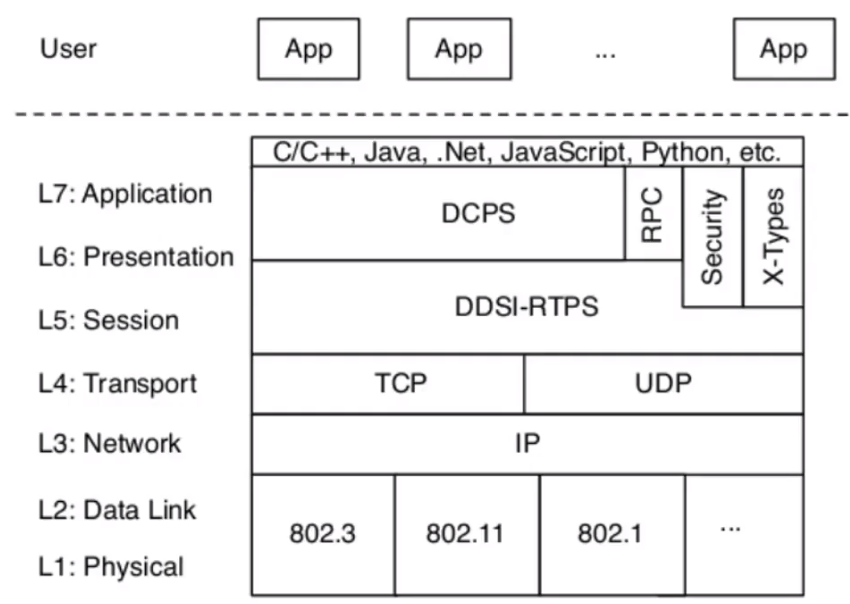 User App App ... App
C/C++, Java, .Net, JavaScript, Python, etc.
L7: Application
DCPS
RPC
Security
X-Types
L6: Presentation
DDSI-RTPS
L5: Session
L4: Transport TCP UDP
L3: Network IP
L2: Data Link
802.3 802.11 802.1 ...
L1: Physical